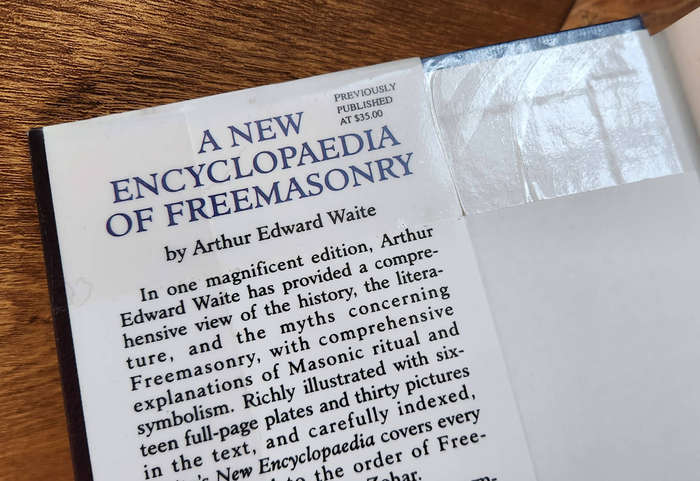 PREVIOUSLY
PUBLISHED
AT $35.00
A NEW
ENCYCLOPAEDIA
OF FREEMASONRY
by Arthur Edward Waite
In one magnificent edition, Arthur
Edward Waite has provided a compre-
hensive view of the history, the litera-
ture, and the myths concerning
Freemasonry, with comprehensive
explanations of Masonic ritual and
symbolism. Richly illustrated with six-
teen full-page plates and thirty pictures
in the text, and carefully indexed,
New Encyclopaedia covers every
to the order of Free-
Zohar,